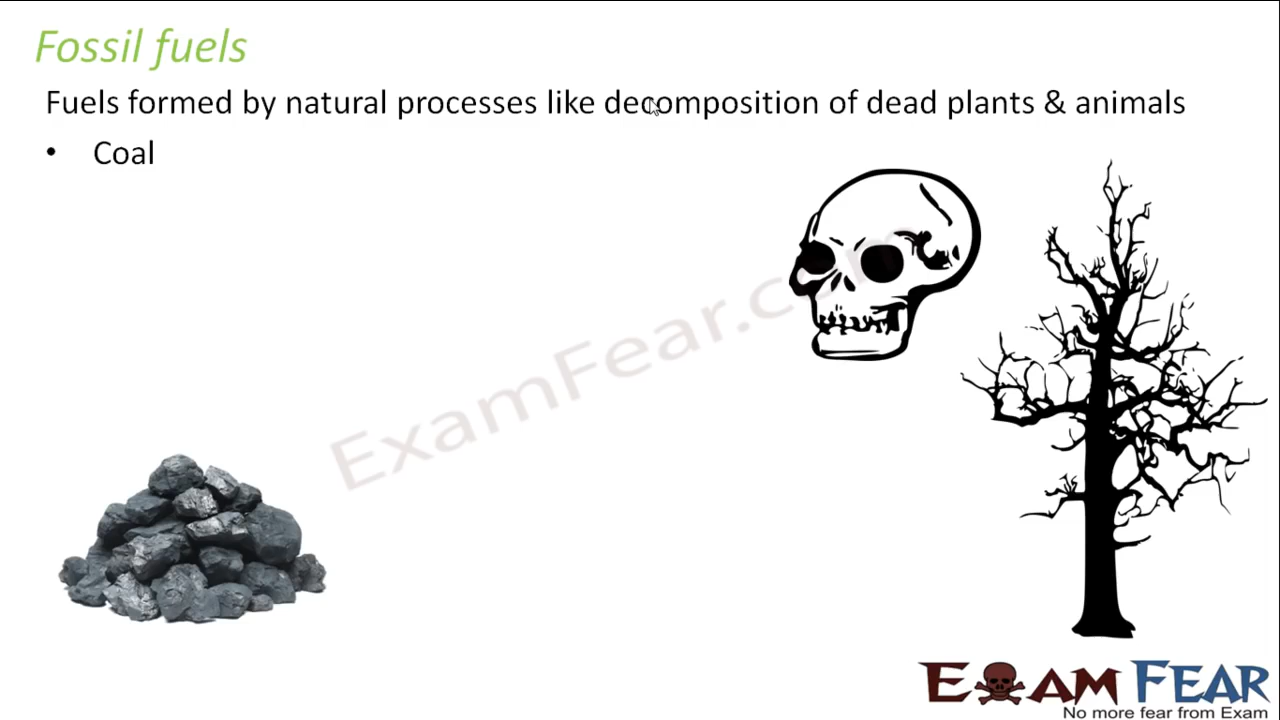 Fossil fuels
Fuels formed by natural processes like decomposition of dead plants & animals
• Coal
ExamFear.com
EXAM FEAR
No more fear from Exam